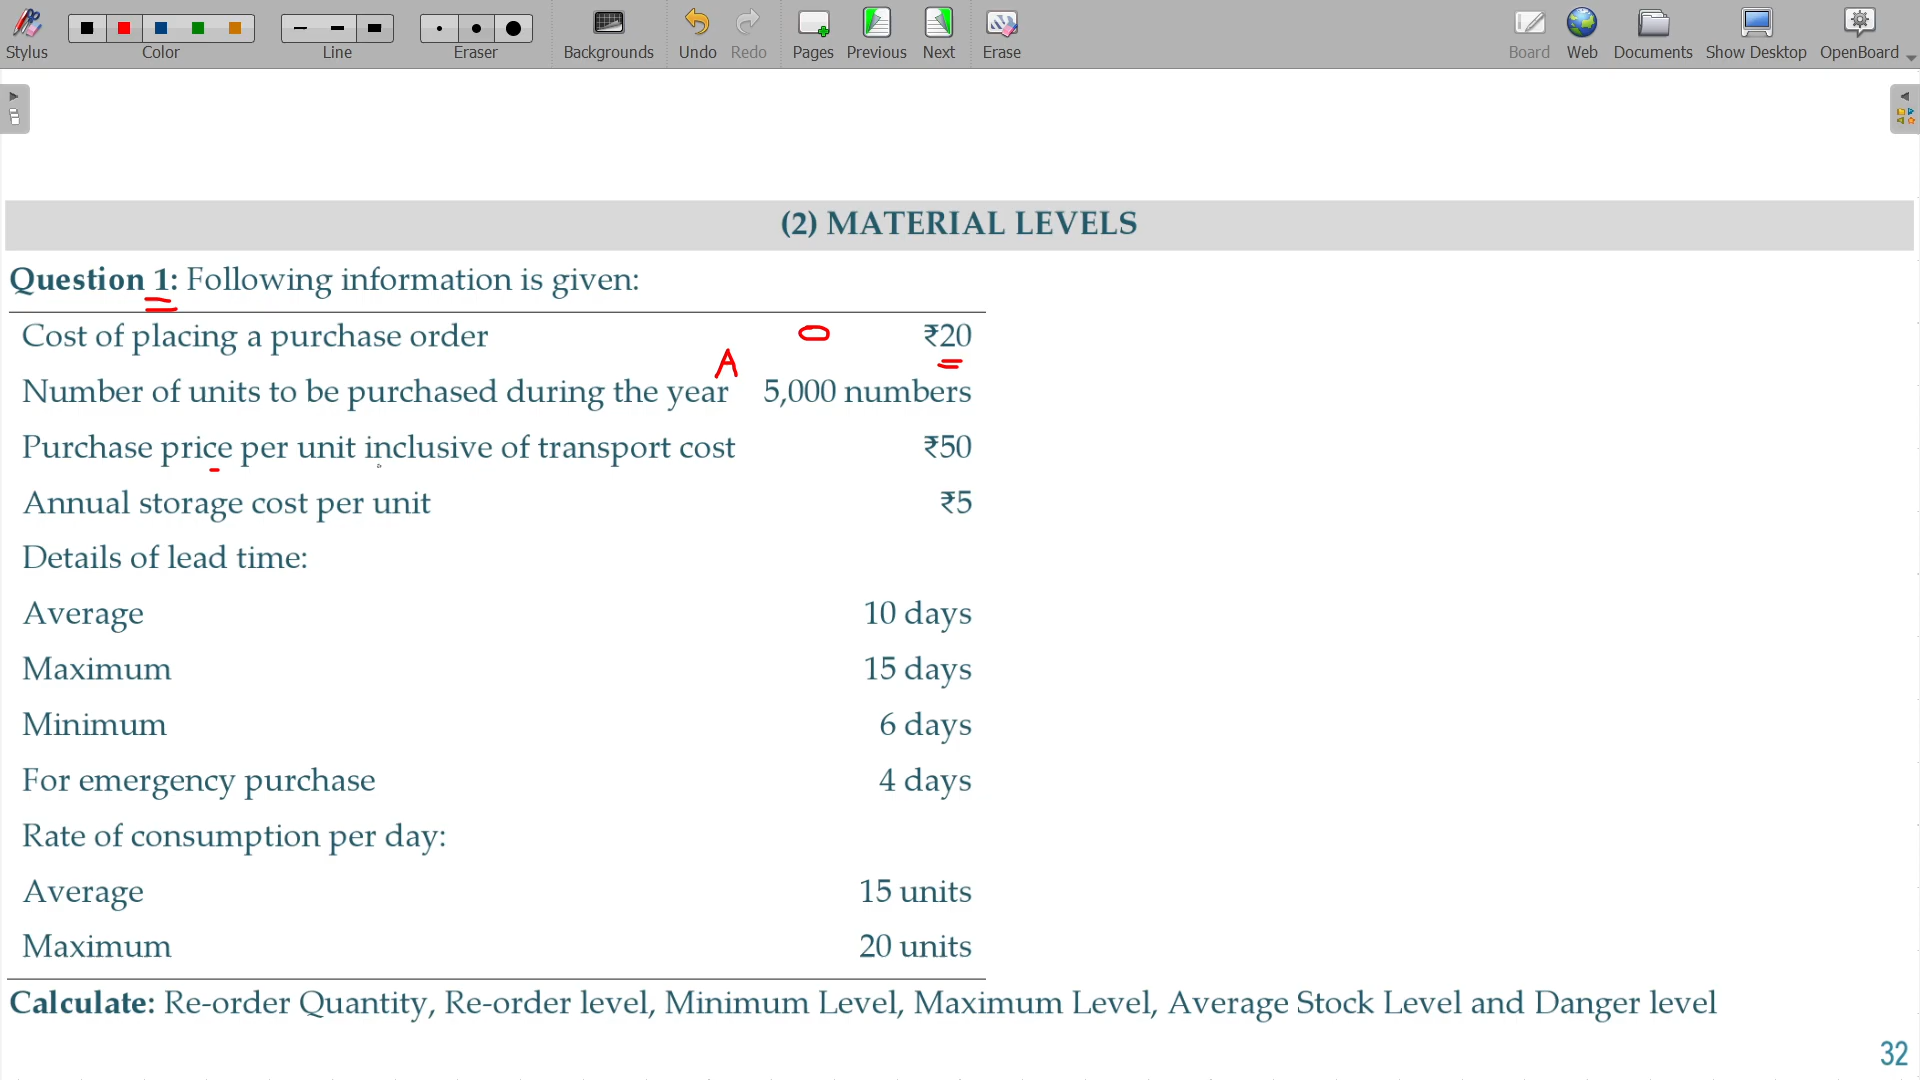 Stylus Color Line Eraser Backgrounds Undo Redo Pages Previous Next Erase Board Web Documents Show Desktop OpenBoard
(2) MATERIAL LEVELS
Question 1: Following information is given:
Cost of placing a purchase order O ₹20
A
Number of units to be purchased during the year 5,000 numbers
Purchase price per unit inclusive of transport cost ₹50
Annual storage cost per unit ₹5
Details of lead time:
Average 10 days
Maximum 15 days
Minimum 6 days
For emergency purchase 4 days
Rate of consumption per day:
Average 15 units
Maximum 20 units
Calculate: Re-order Quantity, Re-order level, Minimum Level, Maximum Level, Average Stock Level and Danger level
32